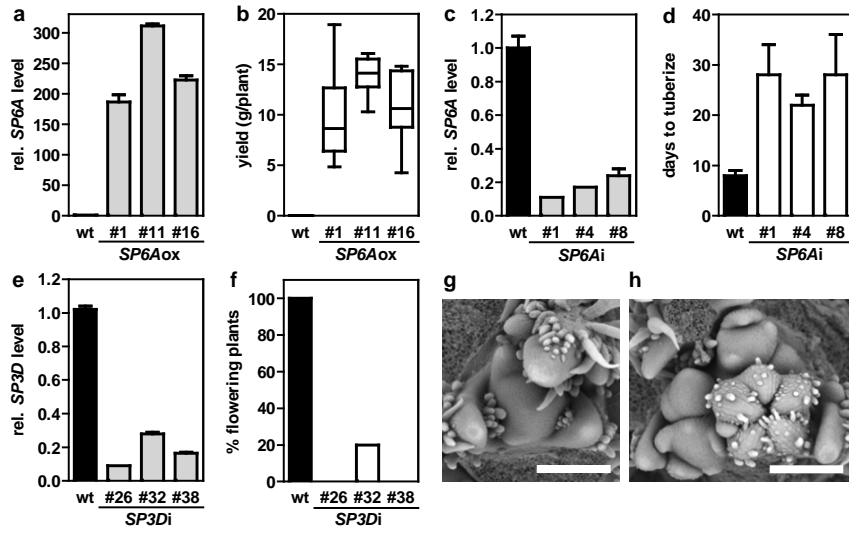 a
rel. SP6A level
300
250
200
150
100
50
0
wt #1 #11 #16
SP6Aox
b
yield (g/plant)
20
15
10
5
0
wt #1 #11 #16
SP6Aox
c
rel. SP6A level
1.2
1.0
0.8
0.6
0.4
0.2
0.0
wt #1 #4 #8
SP6Ai
d
days to tuberize
40
30
20
10
0
wt #1 #4 #8
SP6Ai
e
rel. SP3D level
1.2
1.0
0.8
0.6
0.4
0.2
0.0
wt #26 #32 #38
SP3Di
f
% flowering plants
100
80
60
40
20
0
wt #26 #32 #38
SP3Di
g
h